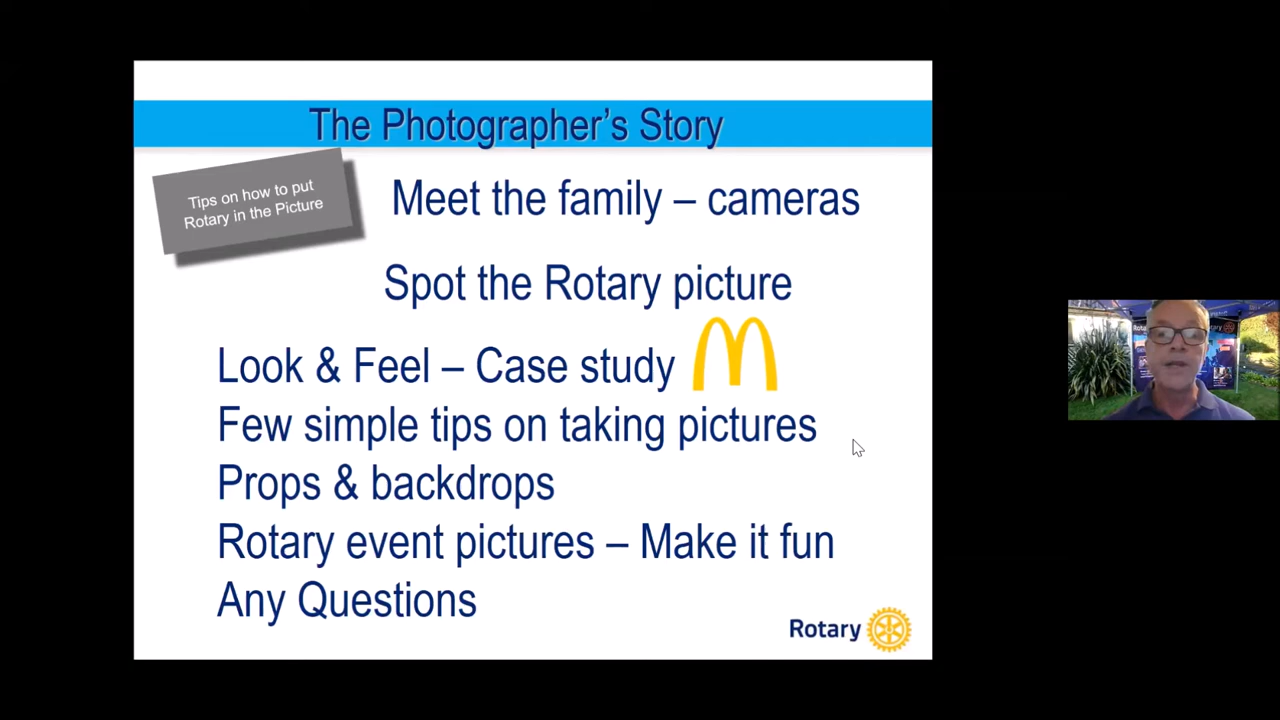 The Photographer's Story
Tips on how to put
Rotary in the Picture
Meet the family – cameras
Spot the Rotary picture
Look & Feel – Case study
Few simple tips on taking pictures
Props & backdrops
Rotary event pictures – Make it fun
Any Questions
Rotary
Rotary